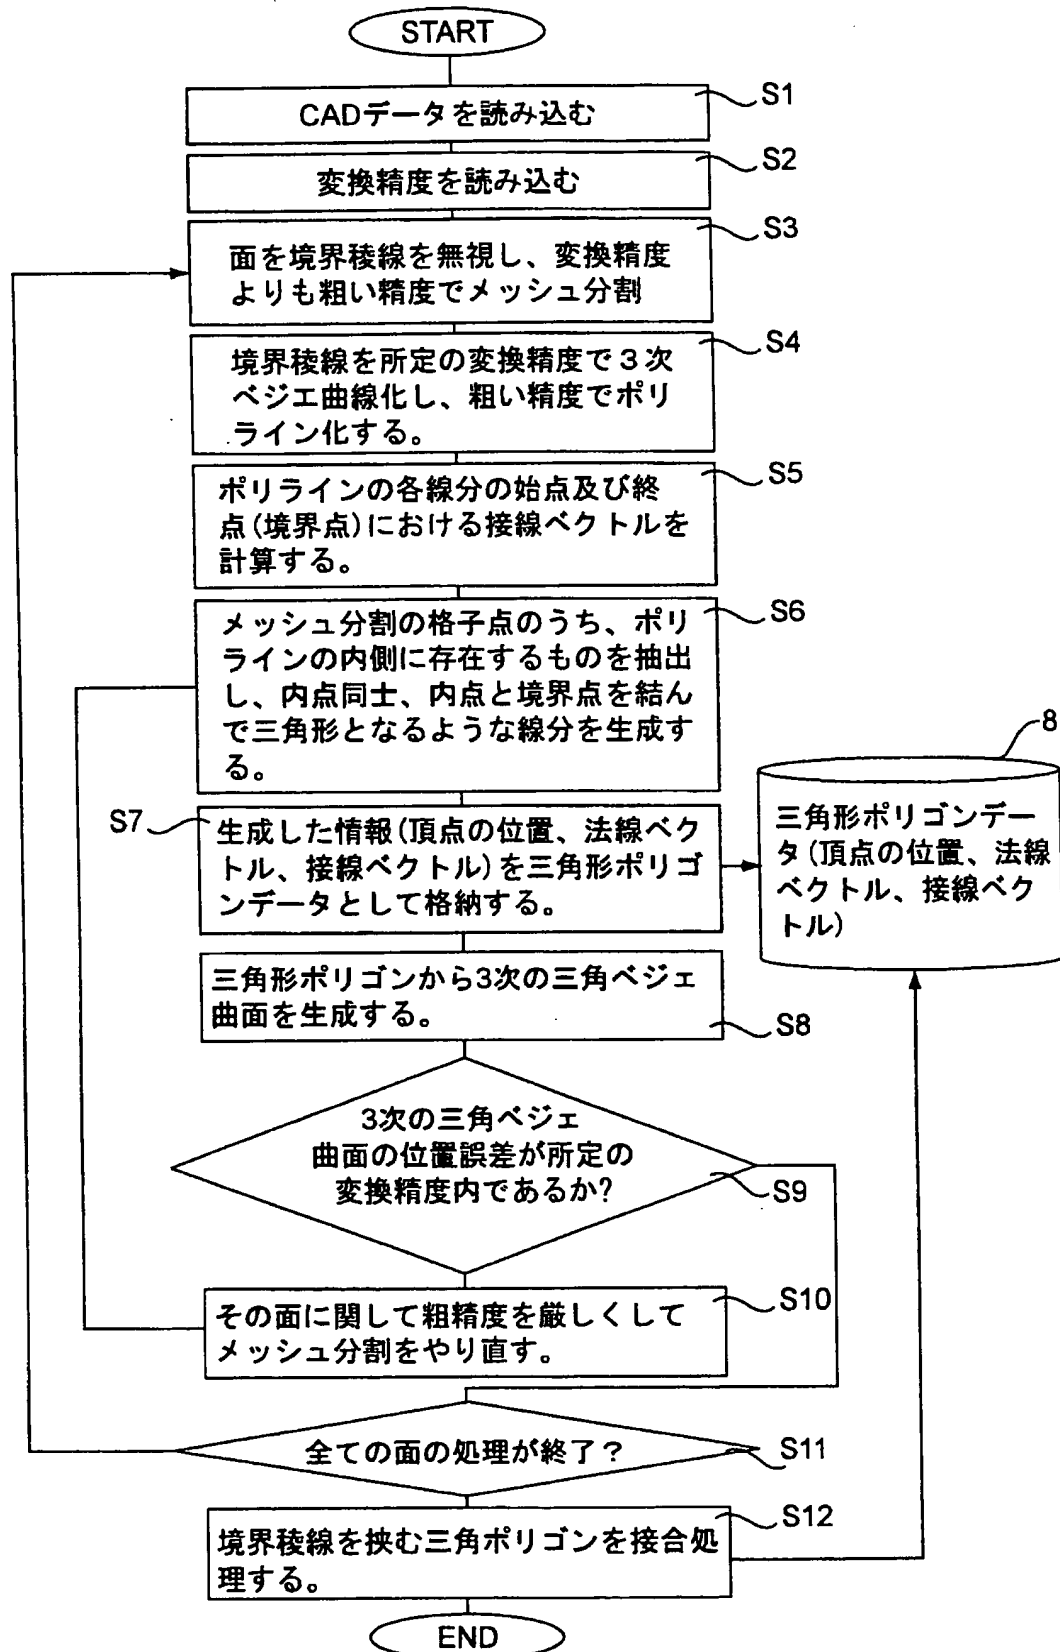 START
CADデータを読み込む
S1
変換精度を読み込む
S2
面を境界稜線を無視し、変換精度
よりも粗い精度でメッシュ分割
S3
境界稜線を所定の変換精度で３次
ベジエ曲線化し、粗い精度でポリ
ライン化する。
S4
ポリラインの各線分の始点及び終
点(境界点)における接線ベクトルを
計算する。
S5
メッシュ分割の格子点のうち、ポリ
ラインの内側に存在するものを抽出
し、内点同士、内点と境界点を結ん
で三角形となるような線分を生成す
る。
S6
S7
生成した情報(頂点の位置、法線ベク
トル、接線ベクトル)を三角形ポリゴ
ンデータとして格納する。
8
三角形ポリゴンデー
タ(頂点の位置、法線
ベクトル、接線ベク
トル)
三角形ポリゴンから3次の三角ベジェ
曲面を生成する。
S8
3次の三角ベジェ
曲面の位置誤差が所定の
変換精度内であるか?
S9
その面に関して粗精度を厳しくして
メッシュ分割をやり直す。
S10
全ての面の処理が終了？
S11
境界稜線を挟む三角ポリゴンを接合処
理する。
S12
END